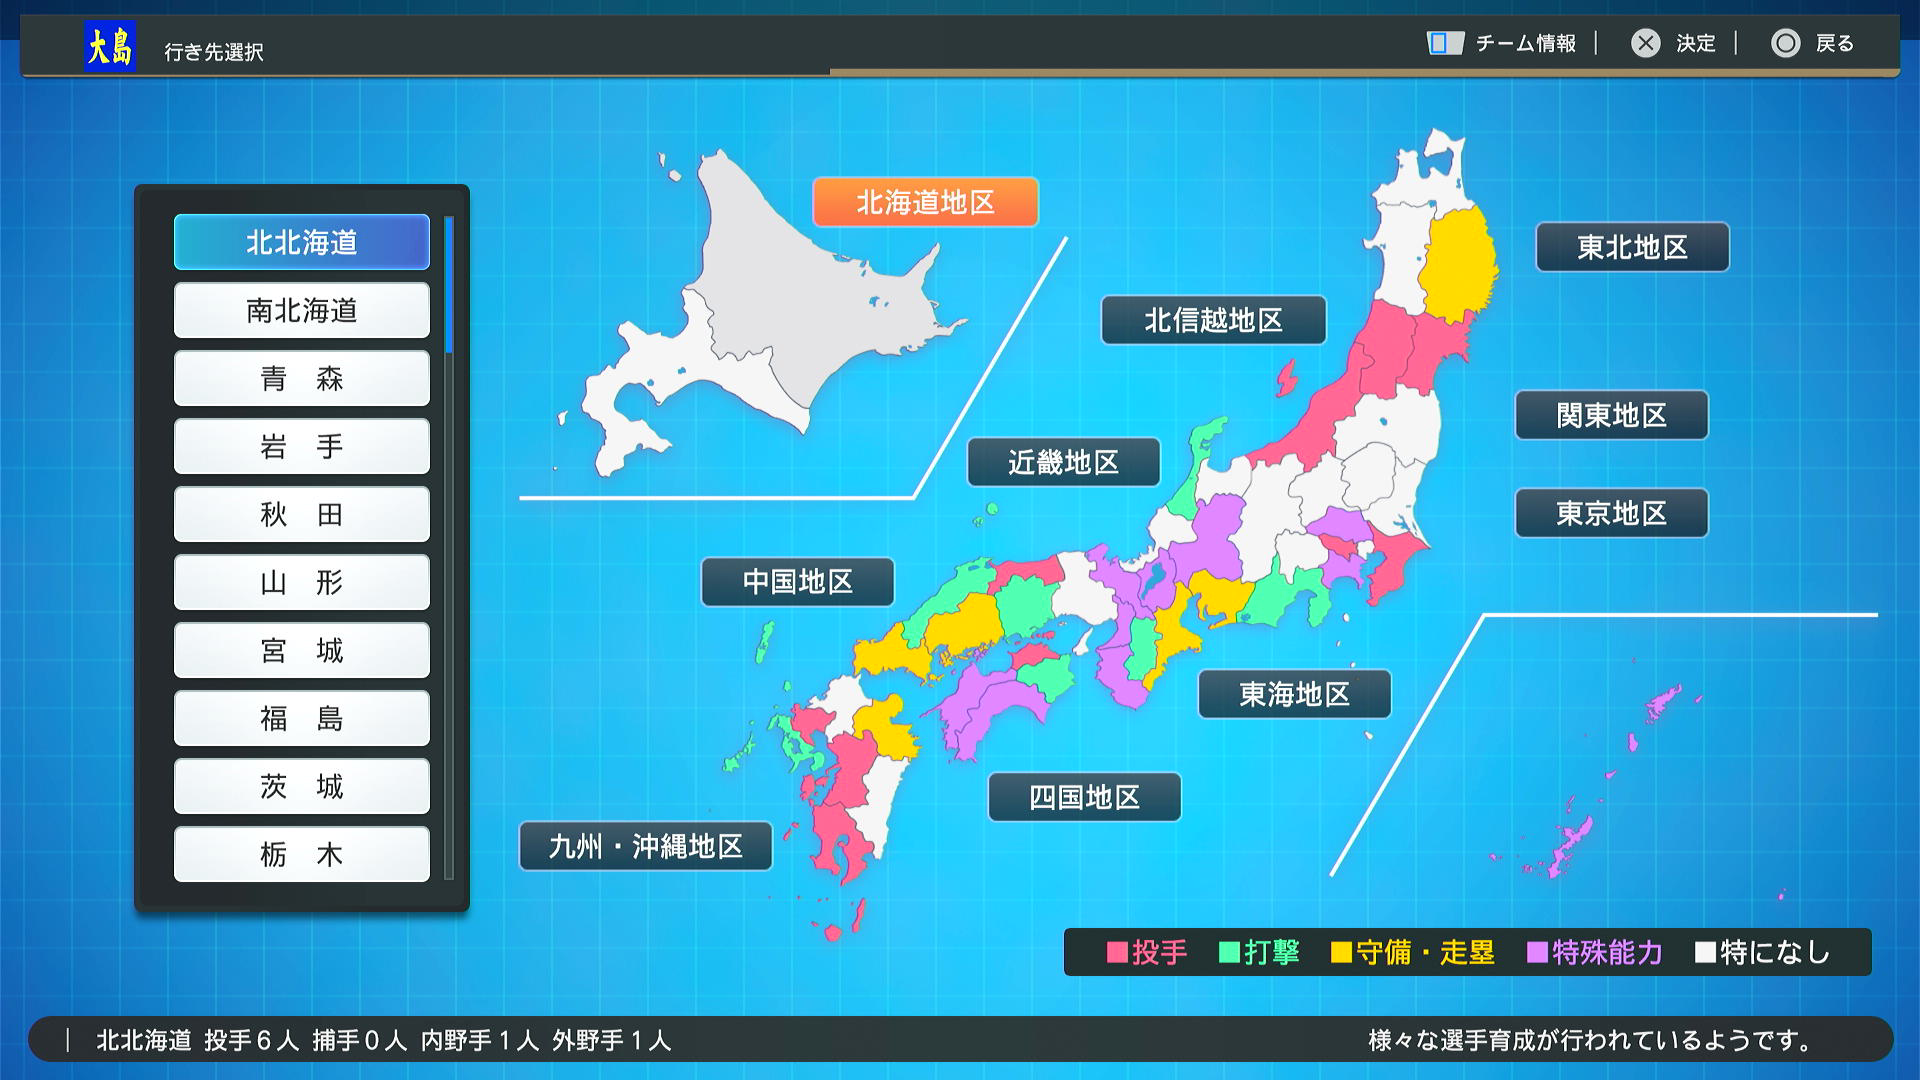 大島 行き先選択
チーム情報 | 決定 | 戻る
北北海道
南北海道
青　森
岩　手
秋　田
山　形
宮　城
福　島
茨　城
栃　木
北海道地区
東北地区
北信越地区
関東地区
近畿地区
東京地区
中国地区
東海地区
四国地区
九州・沖縄地区
■投手 ■打撃 ■守備・走塁 ■特殊能力 ■特になし
北北海道 投手6人 捕手0人 内野手1人 外野手1人
様々な選手育成が行われているようです。